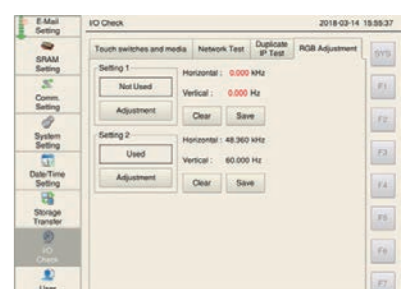 E-Mail
Setting
I/O Check
2018-03-14 15:55:37
SRAM
Setting
Comm.
Setting
System
Setting
Date/Time
Setting
Storage
Transfer
I/O
Check
User
Touch switches and media
Network Test
Duplicate
IP Test
RGB Adjustment
Setting 1
Not Used
Adjustment
Horizontal : 0.000 kHz
Vertical : 0.000 Hz
Clear
Save
Setting 2
Used
Adjustment
Horizontal : 48.360 kHz
Vertical : 60.000 Hz
Clear
Save
SYS
F1
F2
F3
F4
F5
F6
F7